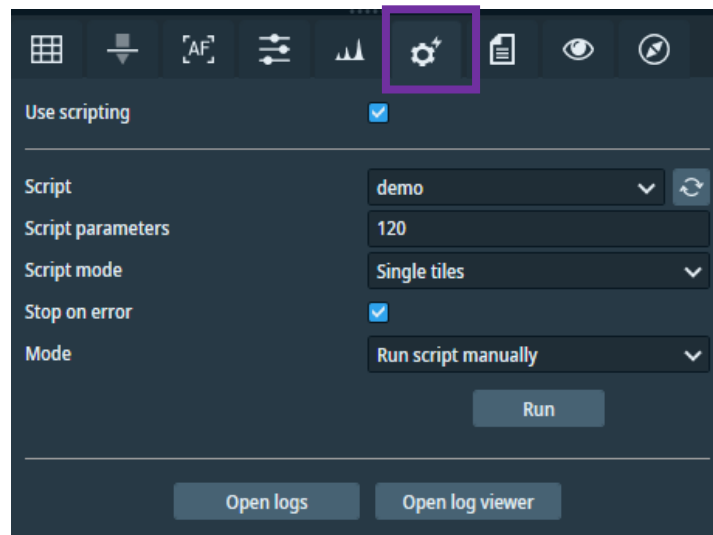 [AF]
Use scripting
Script demo
Script parameters 120
Script mode Single tiles
Stop on error
Mode Run script manually
Run
Open logs Open log viewer